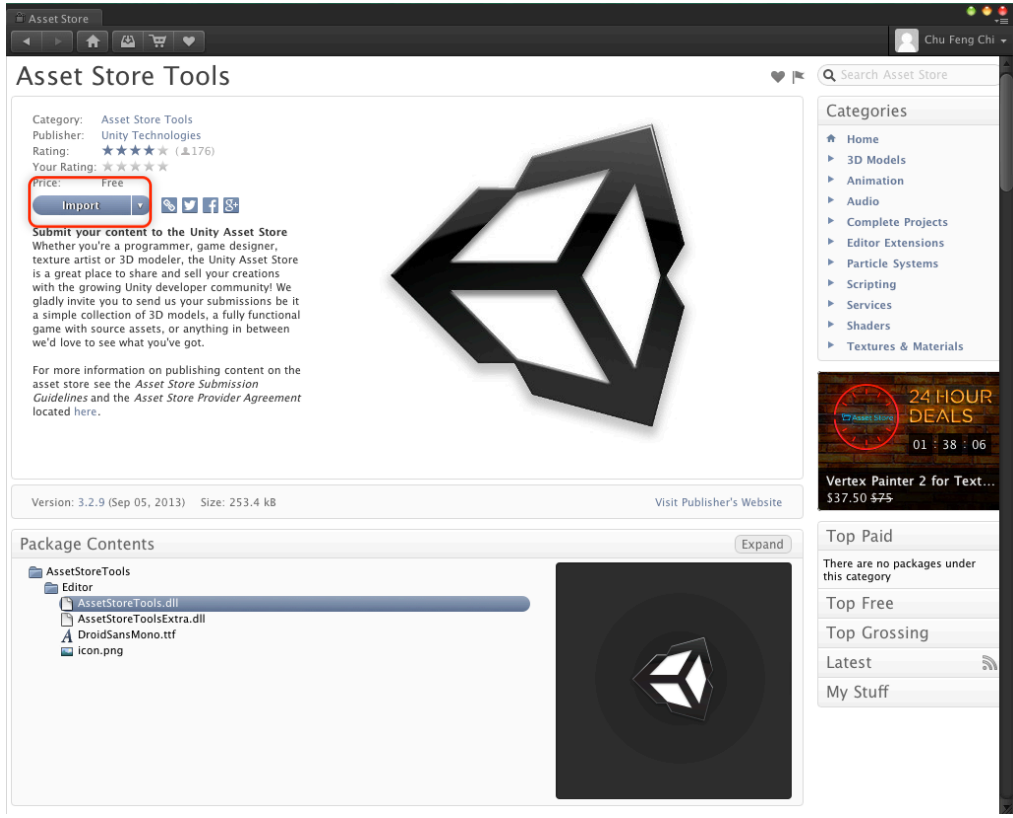 Asset Store
Chu Feng Chi
Asset Store Tools
Search Asset Store
Category: Asset Store Tools
Publisher: Unity Technologies
Rating: (176)
Your Rating:
Price: Free
Import
Submit your content to the Unity Asset Store
Whether you're a programmer, game designer,
texture artist or 3D modeler, the Unity Asset Store
is a great place to share and sell your creations
with the growing Unity developer community! We
gladly invite you to send us your submissions be it
a simple collection of 3D models, a fully functional
game with source assets, or anything in between
we'd love to see what you've got.
For more information on publishing content on the
asset store see the Asset Store Submission
Guidelines and the Asset Store Provider Agreement
located here.
Version: 3.2.9 (Sep 05, 2013) Size: 253.4 kB
Visit Publisher's Website
Package Contents
Expand
AssetStoreTools
Editor
AssetStoreTools.dll
AssetStoreToolsExtra.dll
DroidSansMono.ttf
icon.png
Categories
Home
3D Models
Animation
Audio
Complete Projects
Editor Extensions
Particle Systems
Scripting
Services
Shaders
Textures & Materials
24 HOUR
DEALS
Asset Store
01 : 38 : 06
Vertex Painter 2 for Text...
$37.50 $75
Top Paid
There are no packages under
this category
Top Free
Top Grossing
Latest
My Stuff